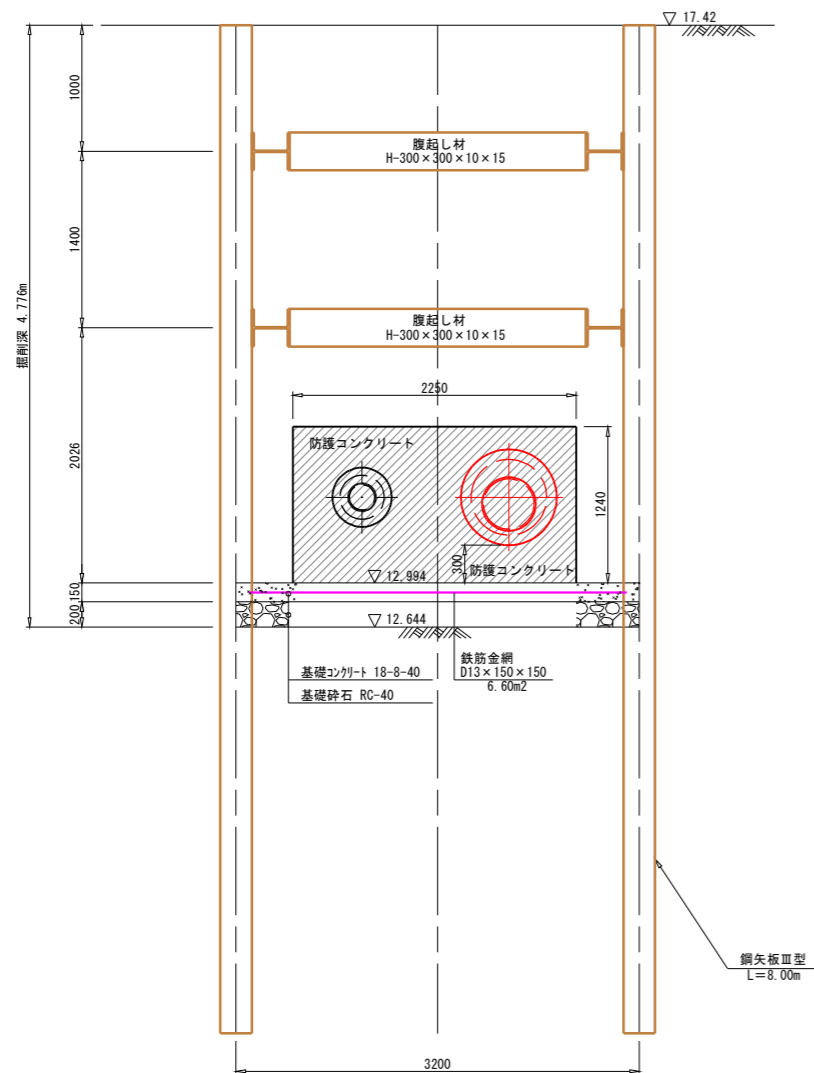 ▽ 17.42
1000
腹起し材
H-300×300×10×15
1400
掘削深 4.776m
腹起し材
H-300×300×10×15
2250
防護コンクリート
2026
1240
300
防護コンクリート
▽ 12.994
150
200
▽ 12.644
基礎コンクリート 18-8-40
基礎砕石 RC-40
鉄筋金網
D13×150×150
6.60m2
鋼矢板Ⅲ型
L=8.00m
3200